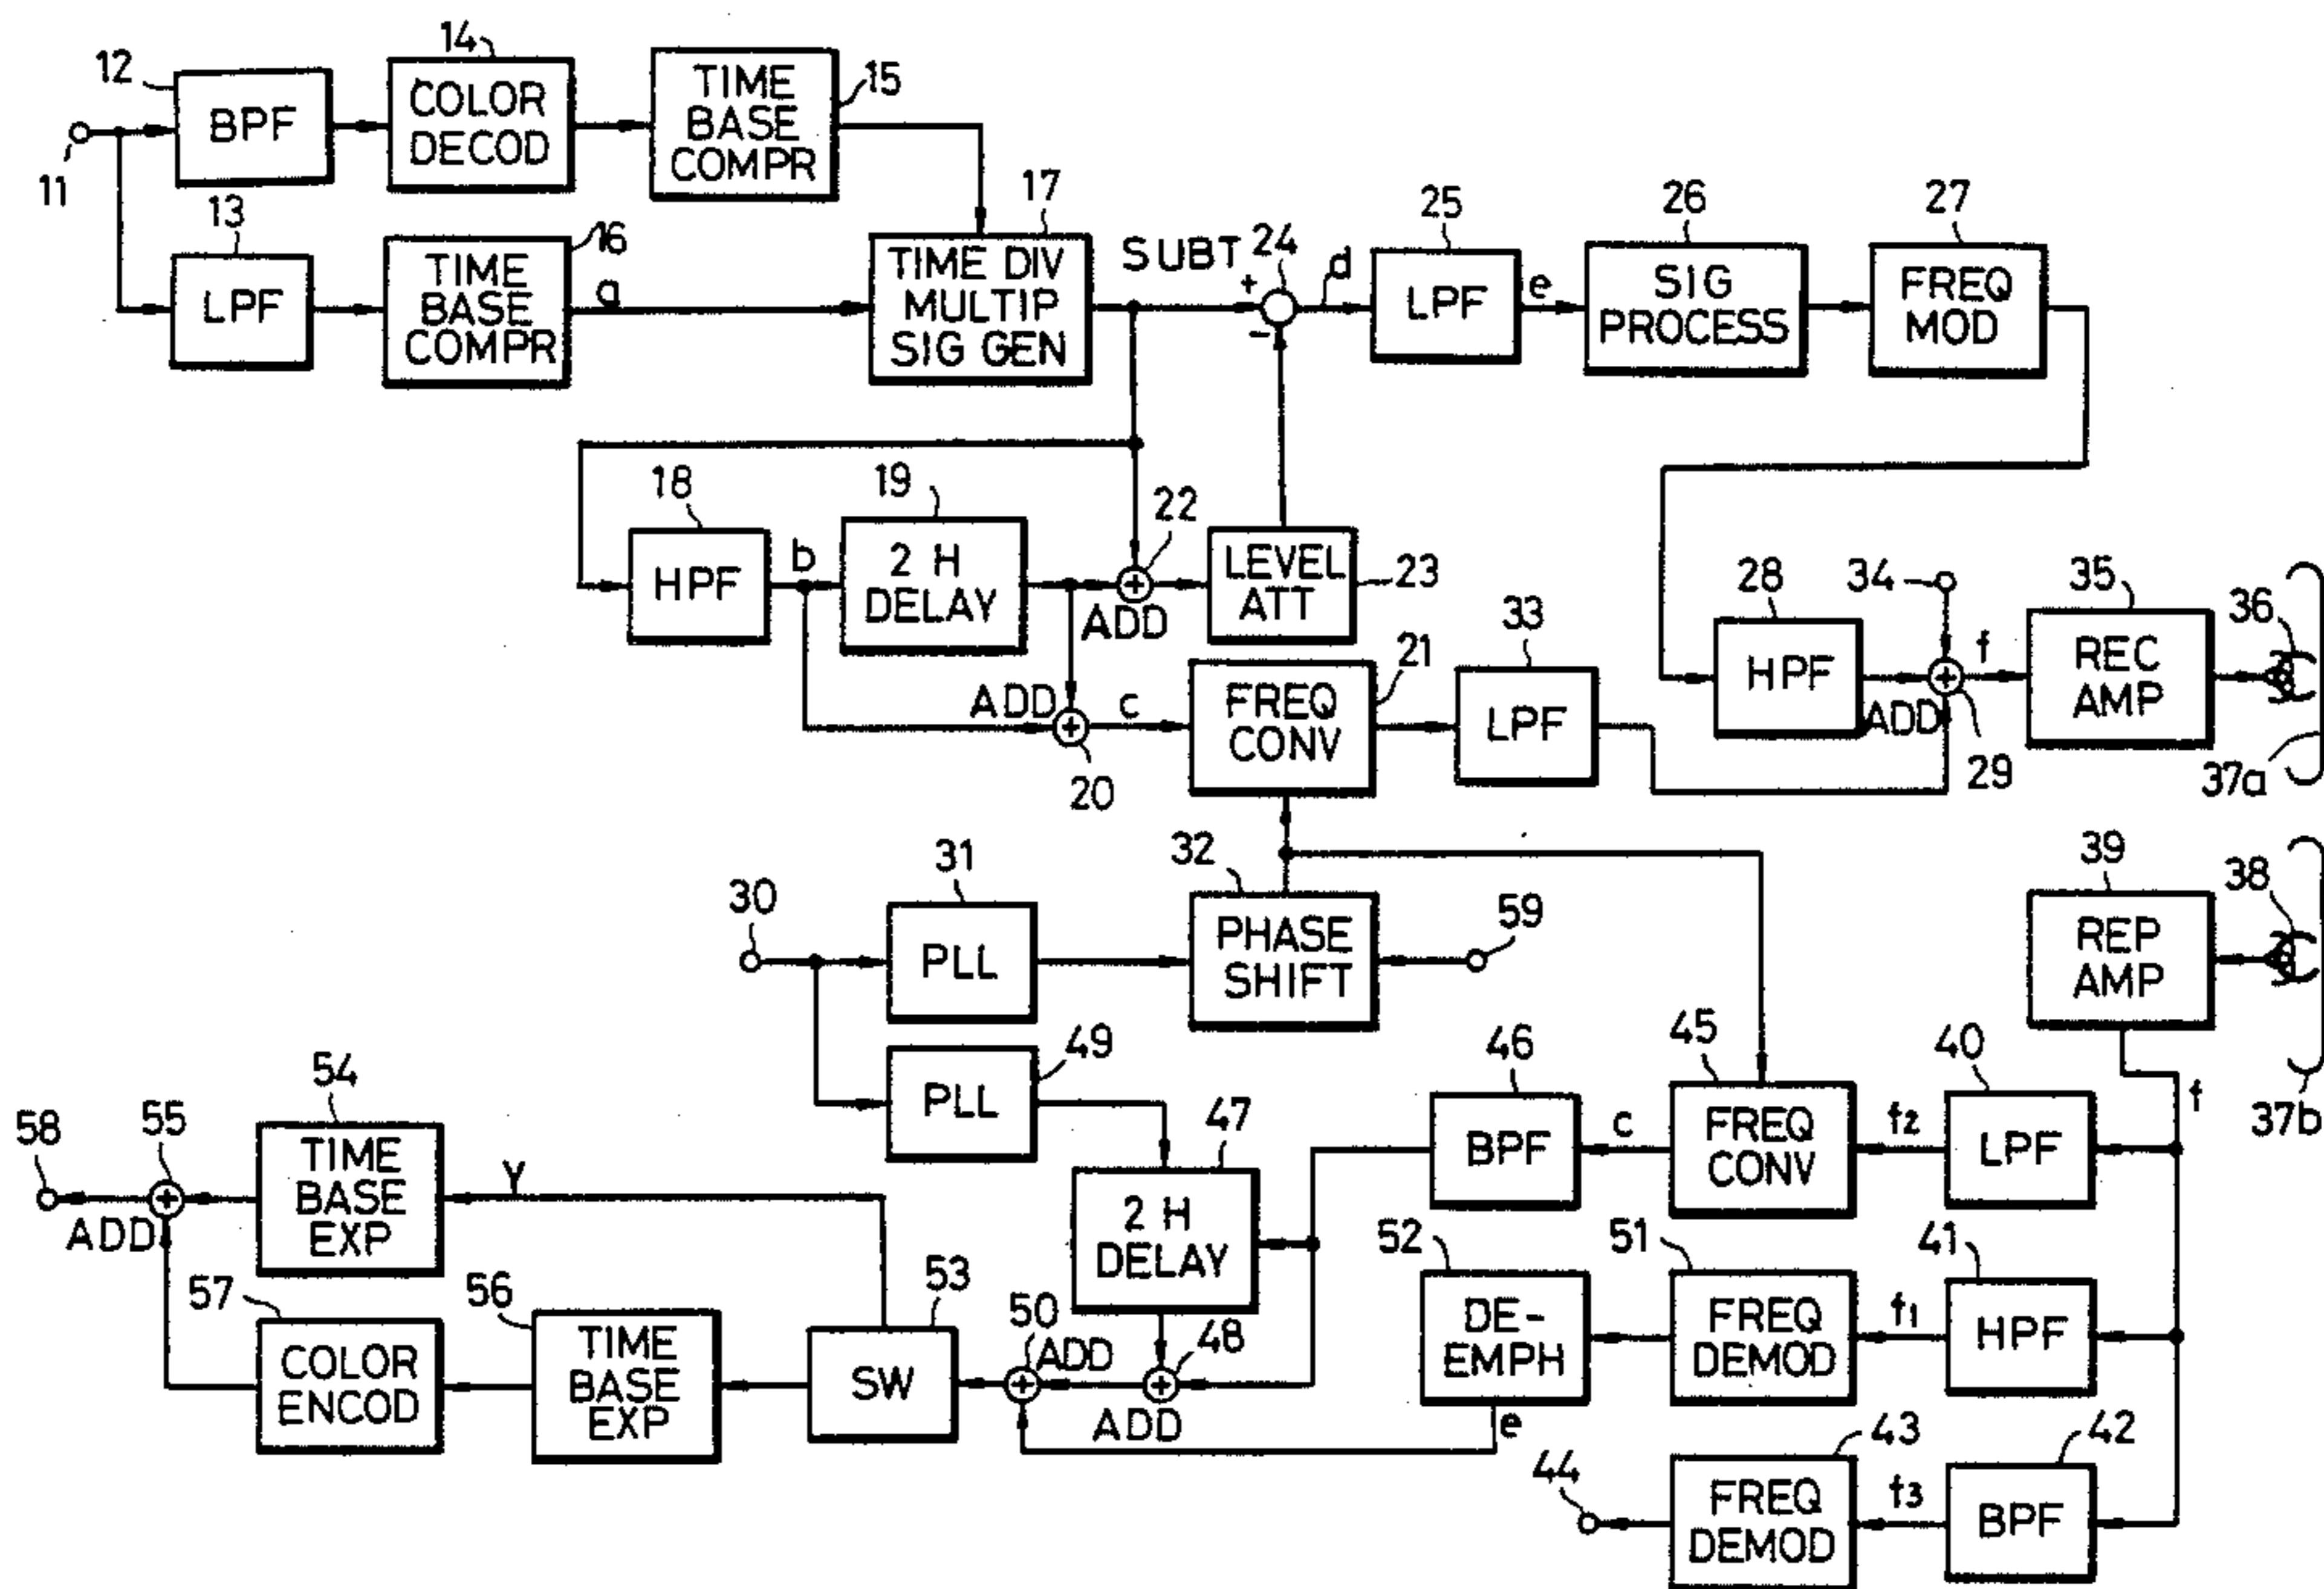 12
BPF
14
COLOR
DECOD
TIME
BASE
COMPR
15
11
13
LPF
16
TIME
BASE
COMPR
a
17
TIME DIV
MULTIP
SIG GEN
SUBT
24
+
-
d
25
LPF
e
26
SIG
PROCESS
27
FREQ
MOD
18
HPF
b
19
2 H
DELAY
22
+
ADD
LEVEL
ATT
23
ADD
+
20
c
FREQ
CONV
21
33
LPF
28
HPF
34
+
ADD
29
f
35
REC
AMP
36
37a
30
31
PLL
32
PHASE
SHIFT
59
39
REP
AMP
38
37b
f
49
PLL
47
2 H
DELAY
46
BPF
c
45
FREQ
CONV
f2
40
LPF
58
55
+
ADD
54
TIME
BASE
EXP
Y
57
COLOR
ENCOD
56
TIME
BASE
EXP
53
SW
50
+
ADD
48
+
ADD
52
DE-
EMPH
e
51
FREQ
DEMOD
f1
41
HPF
44
43
FREQ
DEMOD
f3
42
BPF